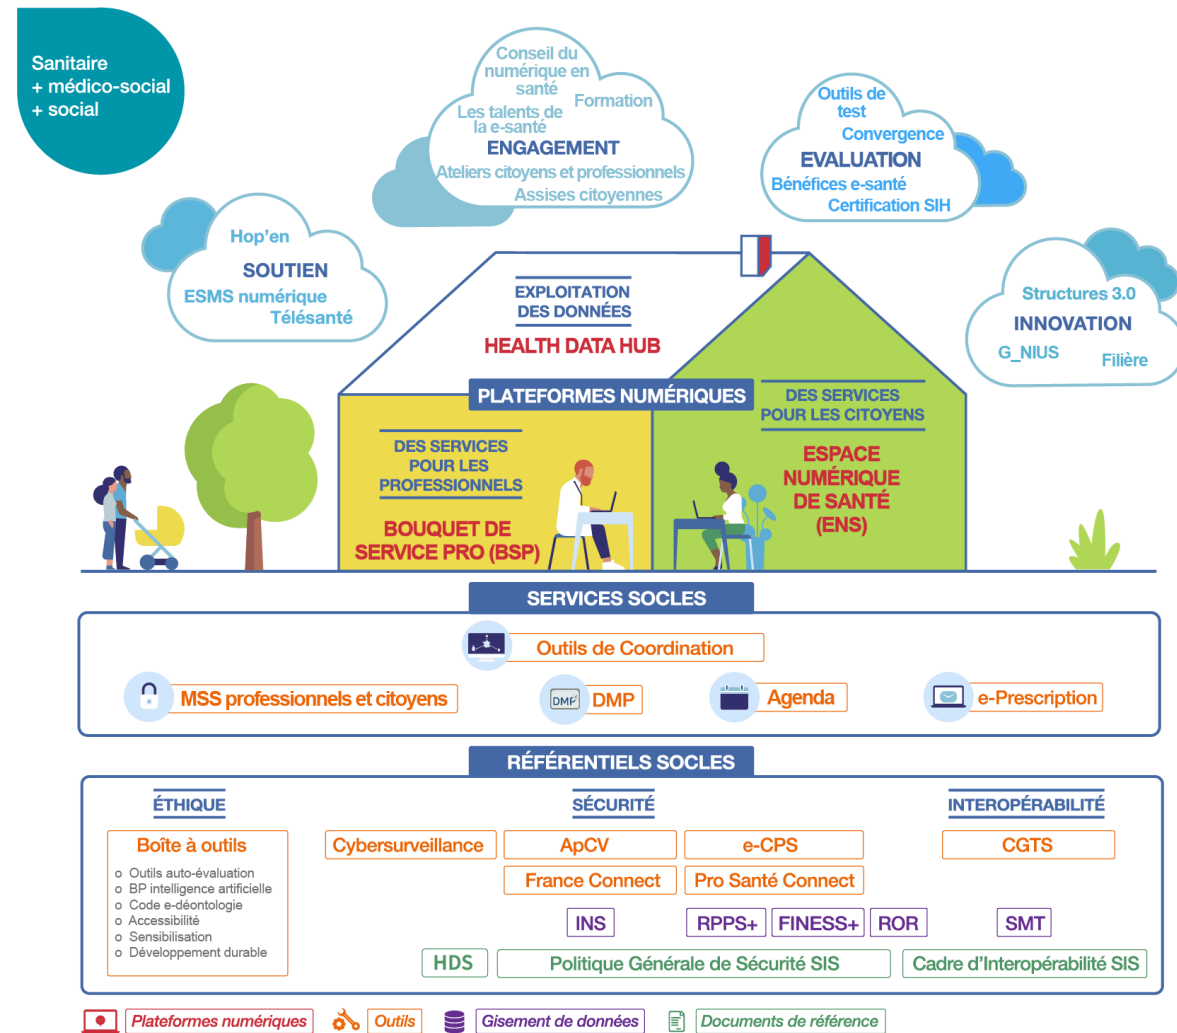 Sanitaire
+ médico-social
+ social
Conseil du
numérique en
santé
Formation
Les talents de
la e-santé
ENGAGEMENT
Ateliers citoyens et professionnels
Assises citoyennes
Outils de
test
Convergence
EVALUATION
Bénéfices e-santé
Certification SIH
Hop'en
SOUTIEN
ESMS numérique
Télésanté
Structures 3.0
INNOVATION
G_NIUS
Filière
EXPLOITATION
DES DONNÉES
HEALTH DATA HUB
PLATEFORMES NUMÉRIQUES
DES SERVICES
POUR LES
PROFESSIONNELS
BOUQUET DE
SERVICE PRO (BSP)
DES SERVICES
POUR LES CITOYENS
ESPACE
NUMÉRIQUE
DE SANTÉ
(ENS)
SERVICES SOCLES
Outils de Coordination
MSS professionnels et citoyens
DMP DMP
Agenda
e-Prescription
RÉFÉRENTIELS SOCLES
ÉTHIQUE
Boîte à outils
o Outils auto-évaluation
o BP intelligence artificielle
o Code e-déontologie
o Accessibilité
o Sensibilisation
o Développement durable
SÉCURITÉ
Cybersurveillance ApCV e-CPS
France Connect Pro Santé Connect
INS RPPS+ FINESS+ ROR
HDS Politique Générale de Sécurité SIS
INTEROPÉRABILITÉ
CGTS
SMT
Cadre d'Interopérabilité SIS
Plateformes numériques Outils Gisement de données Documents de référence